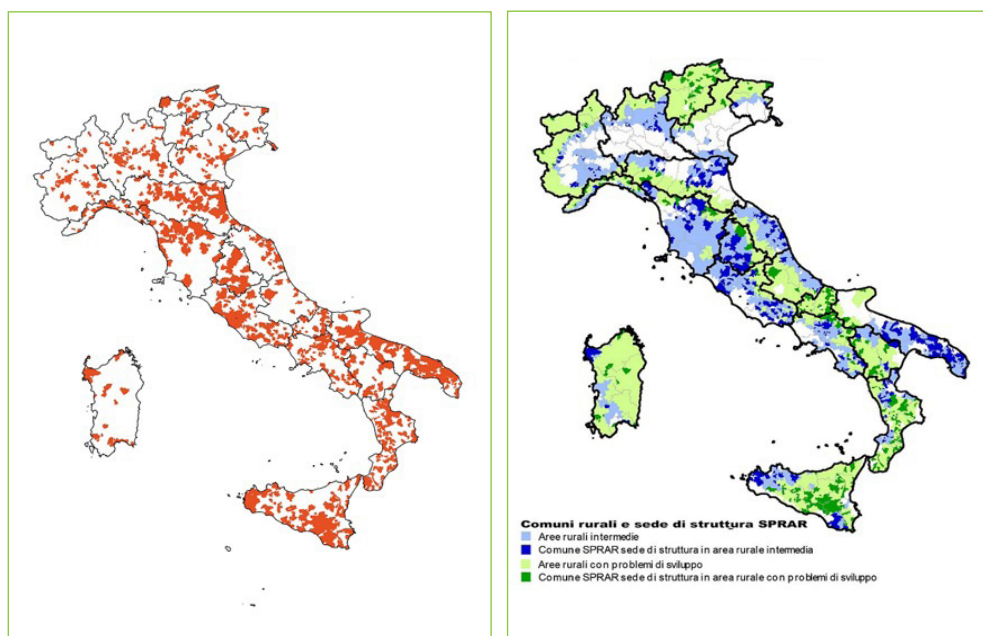 Comuni rurali e sede di struttura SPRAR
Aree rurali intermedie
Comune SPRAR sede di struttura in area rurale intermedia
Aree rurali con problemi di sviluppo
Comune SPRAR sede di struttura in area rurale con problemi di sviluppo